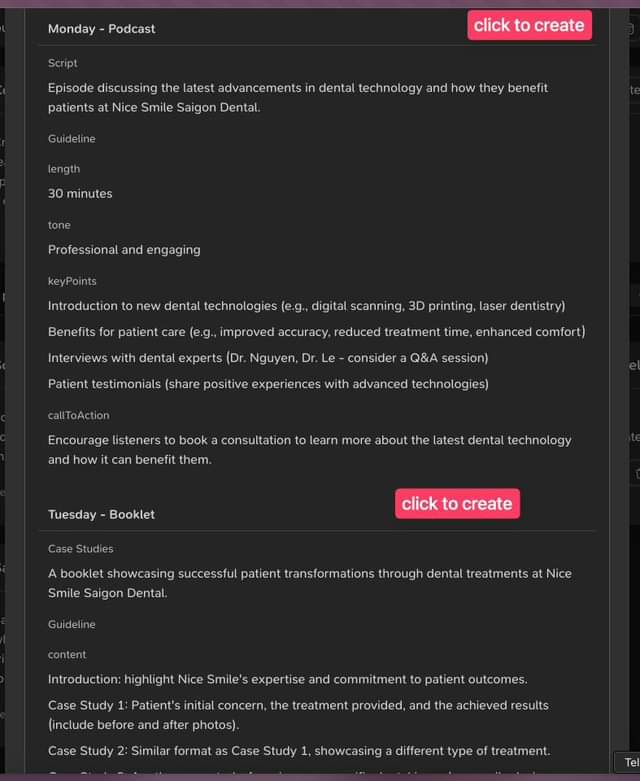 Monday - Podcast
click to create
Script
Episode discussing the latest advancements in dental technology and how they benefit
patients at Nice Smile Saigon Dental.
Guideline
length
30 minutes
tone
Professional and engaging
keyPoints
Introduction to new dental technologies (e.g., digital scanning, 3D printing, laser dentistry)
Benefits for patient care (e.g., improved accuracy, reduced treatment time, enhanced comfort)
Interviews with dental experts (Dr. Nguyen, Dr. Le - consider a Q&A session)
Patient testimonials (share positive experiences with advanced technologies)
callToAction
Encourage listeners to book a consultation to learn more about the latest dental technology
and how it can benefit them.
Tuesday - Booklet
click to create
Case Studies
A booklet showcasing successful patient transformations through dental treatments at Nice
Smile Saigon Dental.
Guideline
content
Introduction: highlight Nice Smile's expertise and commitment to patient outcomes.
Case Study 1: Patient's initial concern, the treatment provided, and the achieved results
(include before and after photos).
Case Study 2: Similar format as Case Study 1, showcasing a different type of treatment.